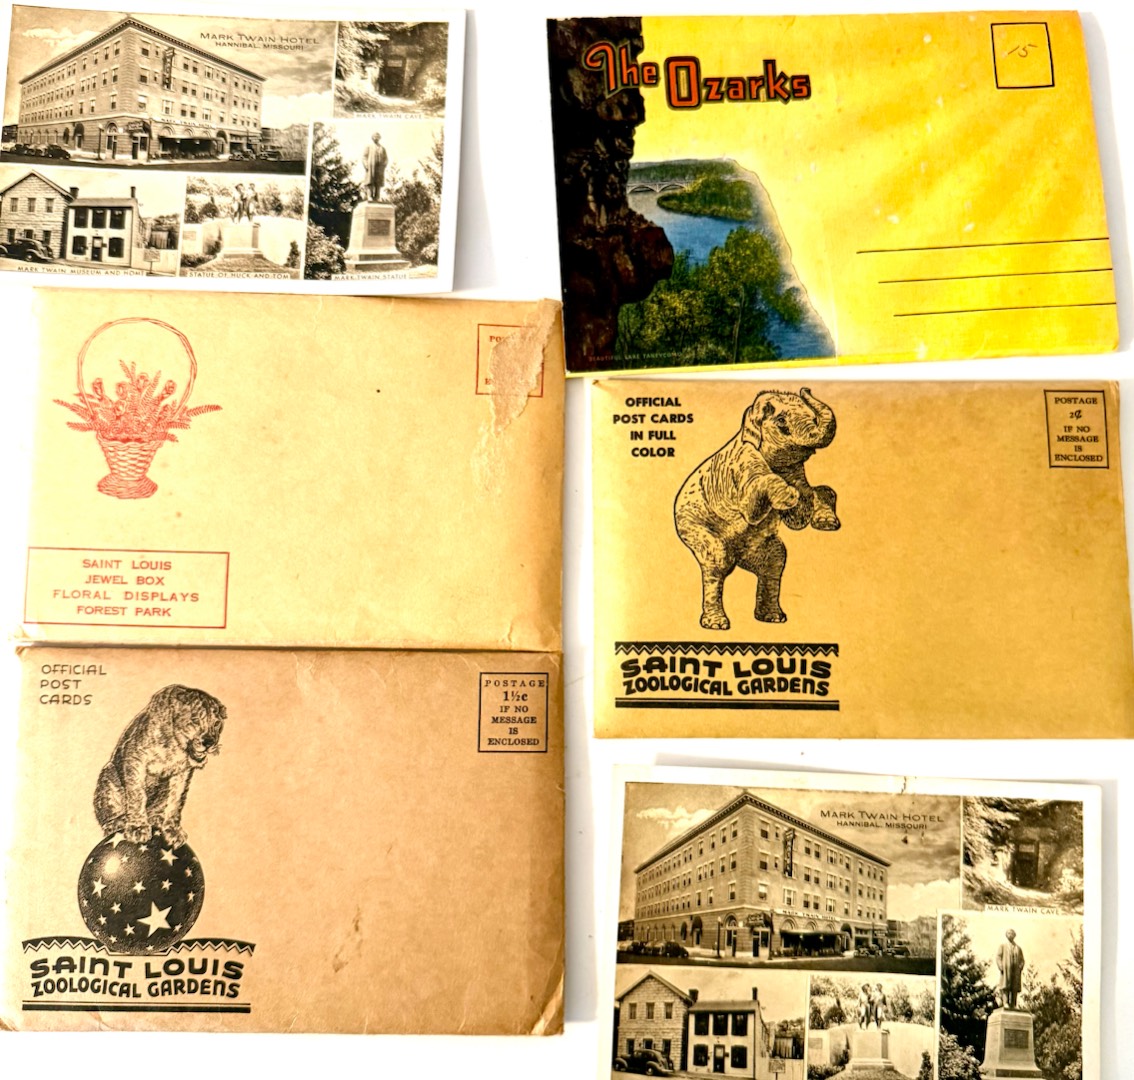 MARK TWAIN HOTEL
HANNIBAL, MISSOURI
MARK TWAIN CAVE
MARK TWAIN MUSEUM AND HOME
STATUE OF HUCK AND TOM
MARK TWAIN STATUE
The Ozarks
15
BEAUTIFUL LAKE TANEYCOMO
SAINT LOUIS
JEWEL BOX
FLORAL DISPLAYS
FOREST PARK
OFFICIAL
POST CARDS
IN FULL
COLOR
POSTAGE
2¢
IF NO
MESSAGE
IS
ENCLOSED
SAINT LOUIS
ZOOLOGICAL GARDENS
OFFICIAL
POST
CARDS
POSTAGE
1½c
IF NO
MESSAGE
IS
ENCLOSED
SAINT LOUIS
ZOOLOGICAL GARDENS
MARK TWAIN HOTEL
HANNIBAL, MISSOURI
MARK TWAIN CAVE